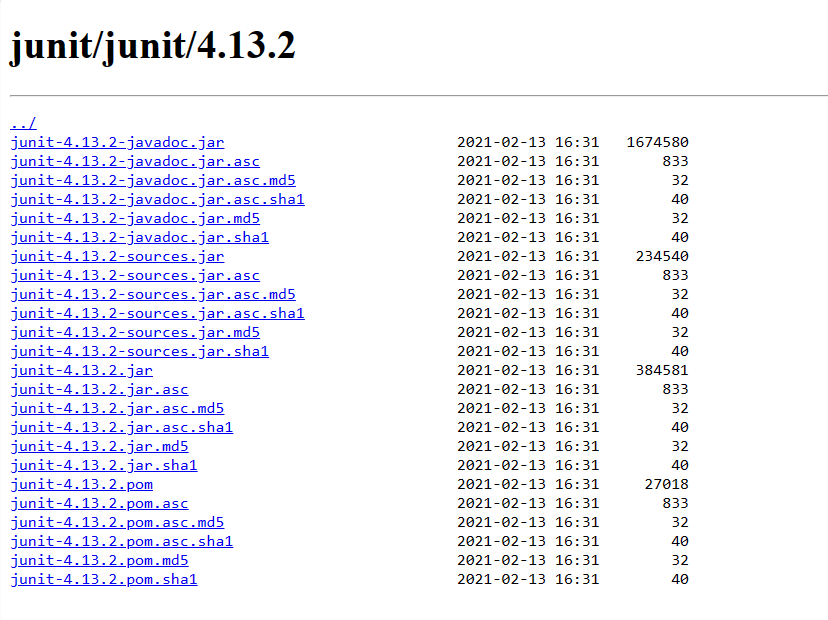 junit/junit/4.13.2
../
junit-4.13.2-javadoc.jar 2021-02-13 16:31 1674580
junit-4.13.2-javadoc.jar.asc 2021-02-13 16:31 833
junit-4.13.2-javadoc.jar.asc.md5 2021-02-13 16:31 32
junit-4.13.2-javadoc.jar.asc.sha1 2021-02-13 16:31 40
junit-4.13.2-javadoc.jar.md5 2021-02-13 16:31 32
junit-4.13.2-javadoc.jar.sha1 2021-02-13 16:31 40
junit-4.13.2-sources.jar 2021-02-13 16:31 234540
junit-4.13.2-sources.jar.asc 2021-02-13 16:31 833
junit-4.13.2-sources.jar.asc.md5 2021-02-13 16:31 32
junit-4.13.2-sources.jar.asc.sha1 2021-02-13 16:31 40
junit-4.13.2-sources.jar.md5 2021-02-13 16:31 32
junit-4.13.2-sources.jar.sha1 2021-02-13 16:31 40
junit-4.13.2.jar 2021-02-13 16:31 384581
junit-4.13.2.jar.asc 2021-02-13 16:31 833
junit-4.13.2.jar.asc.md5 2021-02-13 16:31 32
junit-4.13.2.jar.asc.sha1 2021-02-13 16:31 40
junit-4.13.2.jar.md5 2021-02-13 16:31 32
junit-4.13.2.jar.sha1 2021-02-13 16:31 40
junit-4.13.2.pom 2021-02-13 16:31 27018
junit-4.13.2.pom.asc 2021-02-13 16:31 833
junit-4.13.2.pom.asc.md5 2021-02-13 16:31 32
junit-4.13.2.pom.asc.sha1 2021-02-13 16:31 40
junit-4.13.2.pom.md5 2021-02-13 16:31 32
junit-4.13.2.pom.sha1 2021-02-13 16:31 40